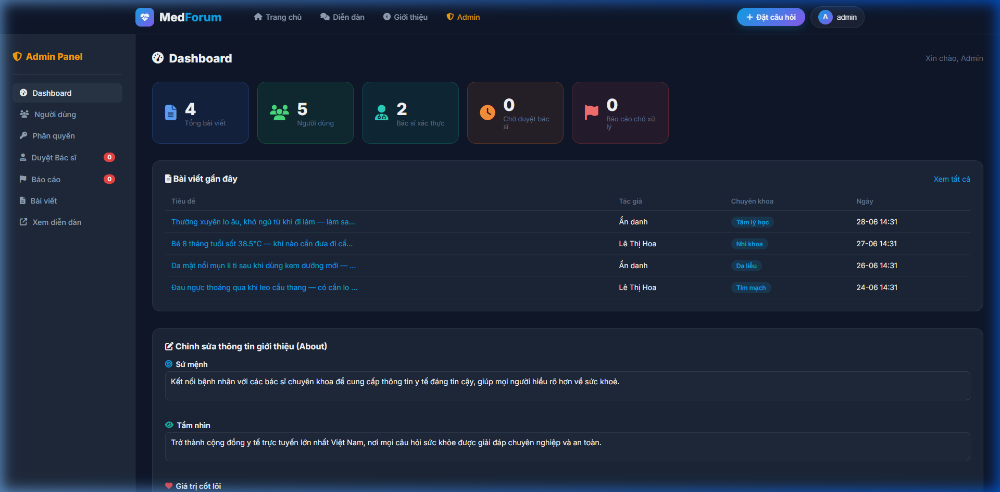 MedForum
Trang chủ
Diễn đàn
Giới thiệu
Admin
Đặt câu hỏi
A
admin
Admin Panel
Dashboard
Người dùng
Phân quyền
Duyệt Bác sĩ
0
Báo cáo
0
Bài viết
Xem diễn đàn
Dashboard
Xin chào, Admin
4
Tổng bài viết
5
Người dùng
2
Bác sĩ xác thực
0
Chờ duyệt bác
sĩ
0
Báo cáo chờ xử
lý
Bài viết gần đây
Xem tất cả
Tiêu đề Tác giả Chuyên khoa Ngày
Thường xuyên lo âu, khó ngủ từ khi đi làm — làm sa... Ẩn danh Tâm lý học 28-06 14:31
Bé 8 tháng tuổi sốt 38.5°C — khi nào cần đưa đi cấ... Lê Thị Hoa Nhi khoa 27-06 14:31
Da mặt nổi mụn li ti sau khi dùng kem dưỡng mới — ... Ẩn danh Da liễu 26-06 14:31
Đau ngực thoáng qua khi leo cầu thang — có cần lo ... Lê Thị Hoa Tim mạch 24-06 14:31
Chỉnh sửa thông tin giới thiệu (About)
Sứ mệnh
Kết nối bệnh nhân với các bác sĩ chuyên khoa để cung cấp thông tin y tế đáng tin cậy, giúp mọi người hiểu rõ hơn về sức khoẻ.
Tầm nhìn
Trở thành cộng đồng y tế trực tuyến lớn nhất Việt Nam, nơi mọi câu hỏi sức khỏe được giải đáp chuyên nghiệp và an toàn.
Giá trị cốt lõi